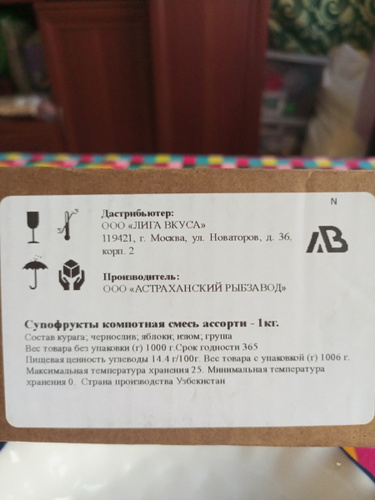 N
Дастрибьютер:
ООО «ЛИГА ВКУСА»
119421, г. Москва, ул. Новаторов, д. 36,
корп. 2
Производитель:
ООО «АСТРАХАНСКИЙ РЫБЗАВОД»
Супофрукты компотная смесь ассорти - 1кг.
Состав курага, чернослив; яблоки; изюм; груша
Вес товара без упаковки (г) 1000 г.Срок годности 365
Пищевая ценность углеводы 14.4 г/100г. Вес товара с упаковкой (г) 1006 г.
Максимальная температура хранения 25. Минимальная температура
хранения 0. Страна производства Узбекистан